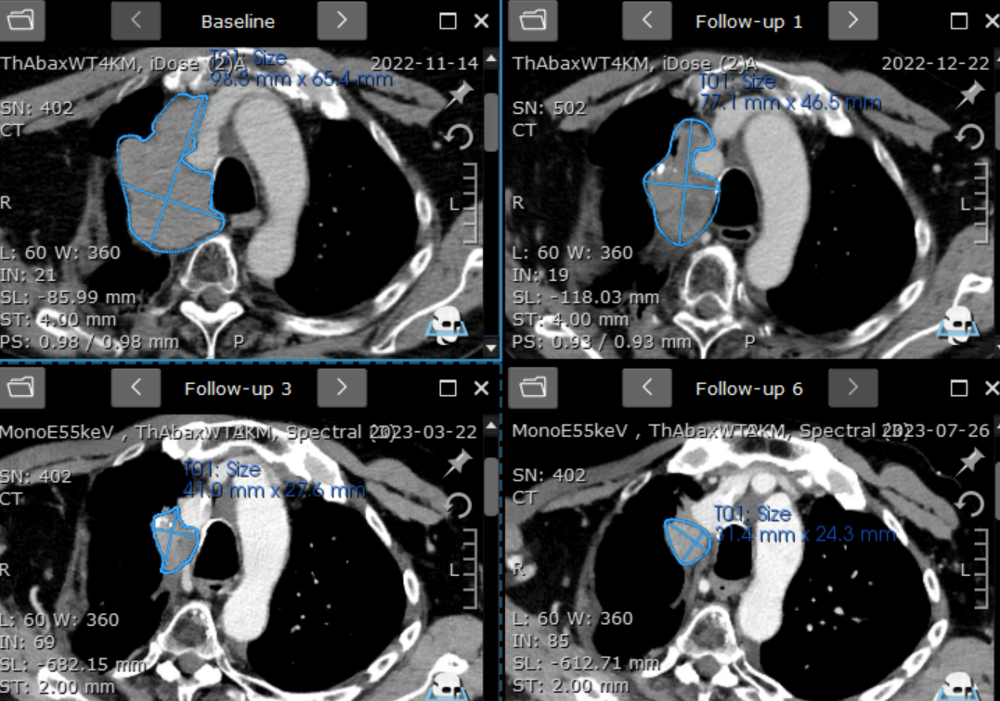 Baseline
ThAbaxWT4KM, iDose (2)A
2022-11-14
T01: Size
98.3 mm x 65.4 mm
SN: 402
CT
R
L
L: 60 W: 360
IN: 21
SL: -85.99 mm
ST: 4.00 mm
PS: 0.98 / 0.98 mm
P
Follow-up 1
ThAbaxWT4KM, iDose (2)A
2022-12-22
T01: Size
77.1 mm x 46.5 mm
SN: 502
CT
R
L
L: 60 W: 360
IN: 19
SL: -118.03 mm
ST: 4.00 mm
PS: 0.93 / 0.93 mm
P
Follow-up 3
MonoE55keV , ThAbaxWTAKM, Spectral
2023-03-22
T01: Size
41.0 mm x 27.6 mm
SN: 402
CT
R
L
L: 60 W: 360
IN: 69
SL: -682.15 mm
ST: 2.00 mm
Follow-up 6
MonoE55keV , ThAbaxWTAKM, Spectral
2023-07-26
T01: Size
31.4 mm x 24.3 mm
SN: 402
CT
R
L
L: 60 W: 360
IN: 85
SL: -612.71 mm
ST: 2.00 mm